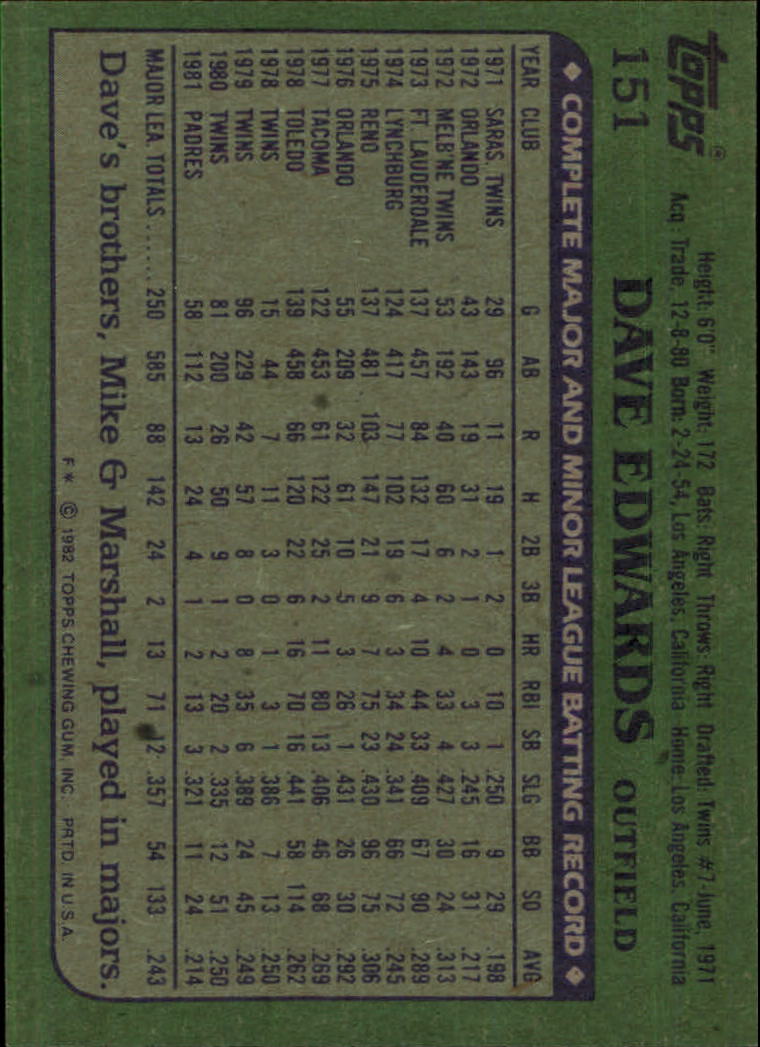 topps®
Height: 6'0" Weight: 172 Bats: Right Throws: Right Drafted: Twins #7-June, 1971
Acq: Trade, 12-8-80 Born: 2-24-54, Los Angeles, California Home: Los Angeles, California
151 DAVE EDWARDS OUTFIELD
◆ COMPLETE MAJOR AND MINOR LEAGUE BATTING RECORD ◆
YEAR CLUB G AB R H 2B 3B HR RBI SB SLG BB SO AVG
1971 SARAS. TWINS 29 96 11 19 1 2 0 10 1 .250 9 29 .198
1972 ORLANDO 43 143 19 31 2 1 0 3 3 .245 16 31 .217
1972 MELB'NE TWINS 53 192 40 60 6 2 4 33 4 .427 30 24 .313
1973 FT. LAUDERDALE 137 457 84 132 17 4 10 44 33 .409 67 90 .289
1974 LYNCHBURG 124 417 77 102 19 6 3 34 24 .341 66 72 .245
1975 RENO 137 481 103 147 21 9 7 75 23 .430 96 75 .306
1976 ORLANDO 55 209 32 61 10 5 3 26 1 .431 26 30 .292
1977 TACOMA 122 453 61 122 25 2 11 80 13 .406 46 68 .269
1978 TOLEDO 139 458 66 120 22 6 16 70 16 .441 58 114 .262
1978 TWINS 15 44 7 11 3 0 1 3 1 .386 7 13 .250
1979 TWINS 96 229 42 57 8 0 8 35 6 .389 24 45 .249
1980 TWINS 81 200 26 50 9 1 2 20 2 .335 12 51 .250
1981 PADRES 58 112 13 24 4 1 2 13 3 .321 11 24 .214
MAJOR LEA. TOTALS...... 250 585 88 142 24 2 13 71 12 .357 54 133 .243
Dave's brothers, Mike & Marshall, played in majors.
F* © 1982 TOPPS CHEWING GUM, INC. PRTD. IN U.S.A.